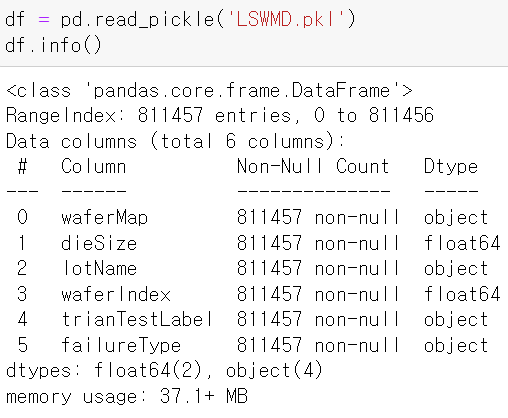 df = pd.read_pickle('LSWMD.pkl')
df.info()
<class 'pandas.core.frame.DataFrame'>
RangeIndex: 811457 entries, 0 to 811456
Data columns (total 6 columns):
 #   Column          Non-Null Count   Dtype
---  ------          --------------   -----
 0   waferMap        811457 non-null  object
 1   dieSize         811457 non-null  float64
 2   lotName         811457 non-null  object
 3   waferIndex      811457 non-null  float64
 4   trianTestLabel  811457 non-null  object
 5   failureType     811457 non-null  object
dtypes: float64(2), object(4)
memory usage: 37.1+ MB